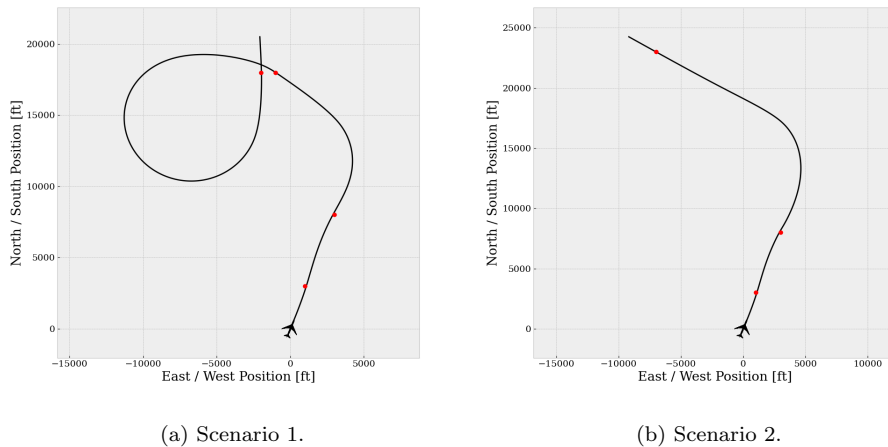 20000
15000
10000
5000
0
North / South Position [ft]
−15000 −10000 −5000 0 5000
East / West Position [ft]
(a) Scenario 1.
25000
20000
15000
10000
5000
0
North / South Position [ft]
−15000 −10000 −5000 0 5000 10000
East / West Position [ft]
(b) Scenario 2.